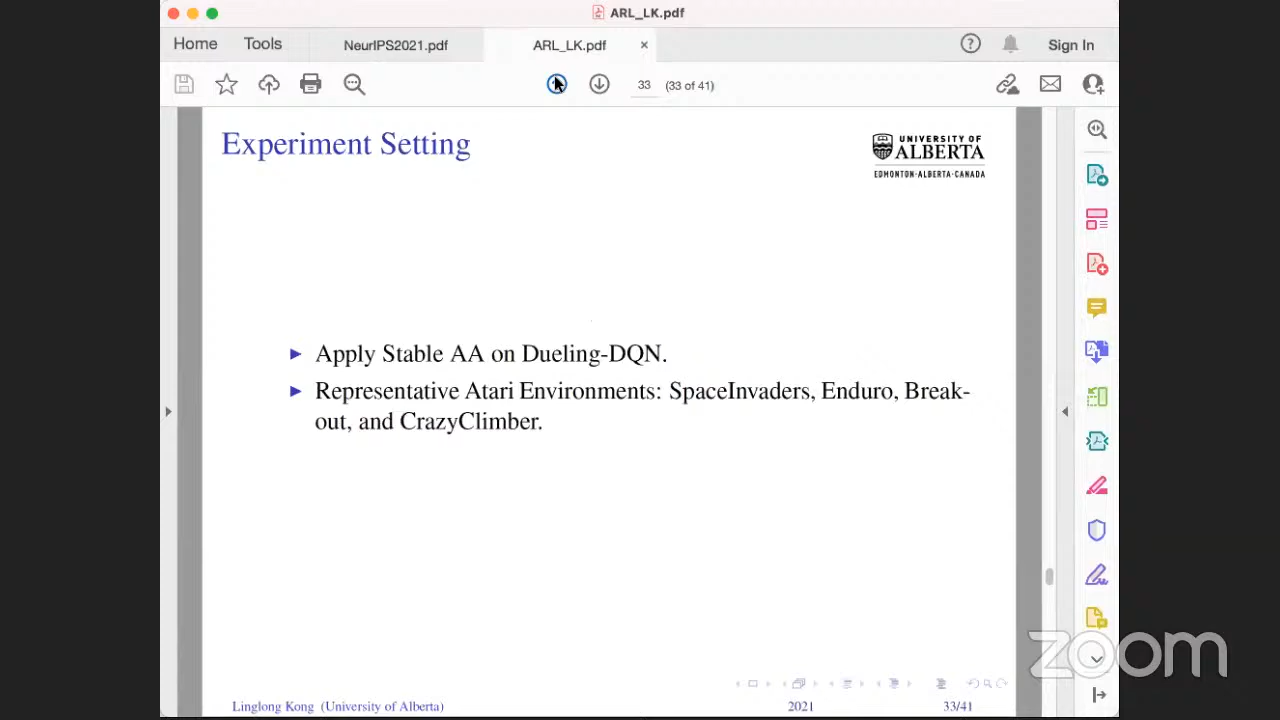 ARL_LK.pdf
Home Tools NeurIPS2021.pdf ARL_LK.pdf × ? Sign In
33 (33 of 41)
Experiment Setting
UNIVERSITY OF
ALBERTA
EDMONTON·ALBERTA·CANADA
Apply Stable AA on Dueling-DQN.
Representative Atari Environments: SpaceInvaders, Enduro, Break-
out, and CrazyClimber.
zoom
Linglong Kong (University of Alberta) 2021 33/41